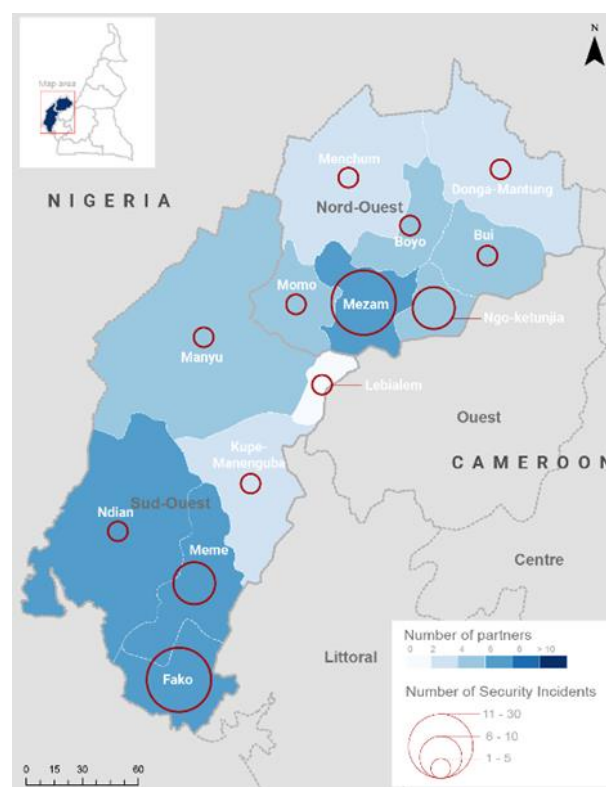 Map area
N
NIGERIA
Menchum
Donga-Mantung
Nord-Ouest
Boyo
Bui
Momo
Mezam
Ngo-ketunjia
Manyu
Lebialem
Ouest
Kupe-
Manenguba
CAMEROON
Sud-Ouest
Ndian
Meme
Centre
Littoral
Fako
Number of partners
0 2 4 6 8 > 10
Number of Security Incidents
11 - 30
6 - 10
1 - 5
0 15 30 60